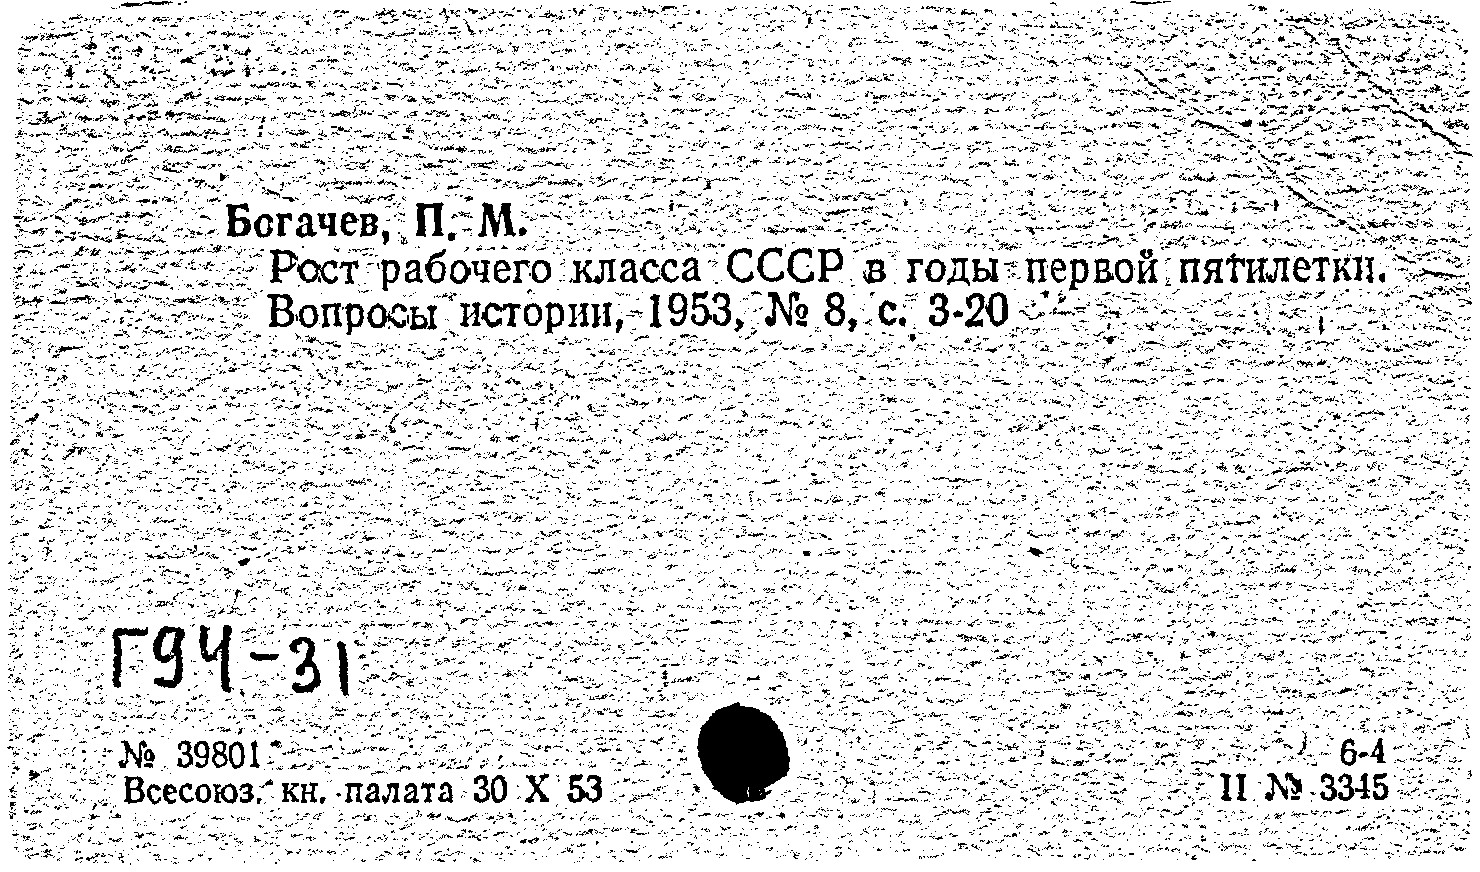 Богачев, П. М.
Рост рабочего класса СССР в годы первой пятилетки.
Вопросы истории, 1953, № 8, с. 3-20
Г94-31
№ 39801
6-4
Всесоюз. кн. палата 30 X 53
II № 3345